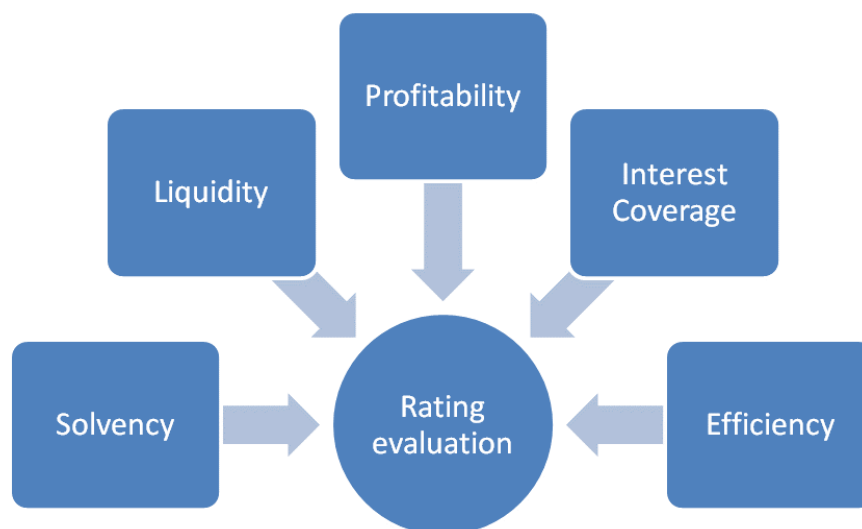 Profitability
Liquidity
Interest
Coverage
Solvency
Rating
evaluation
Efficiency